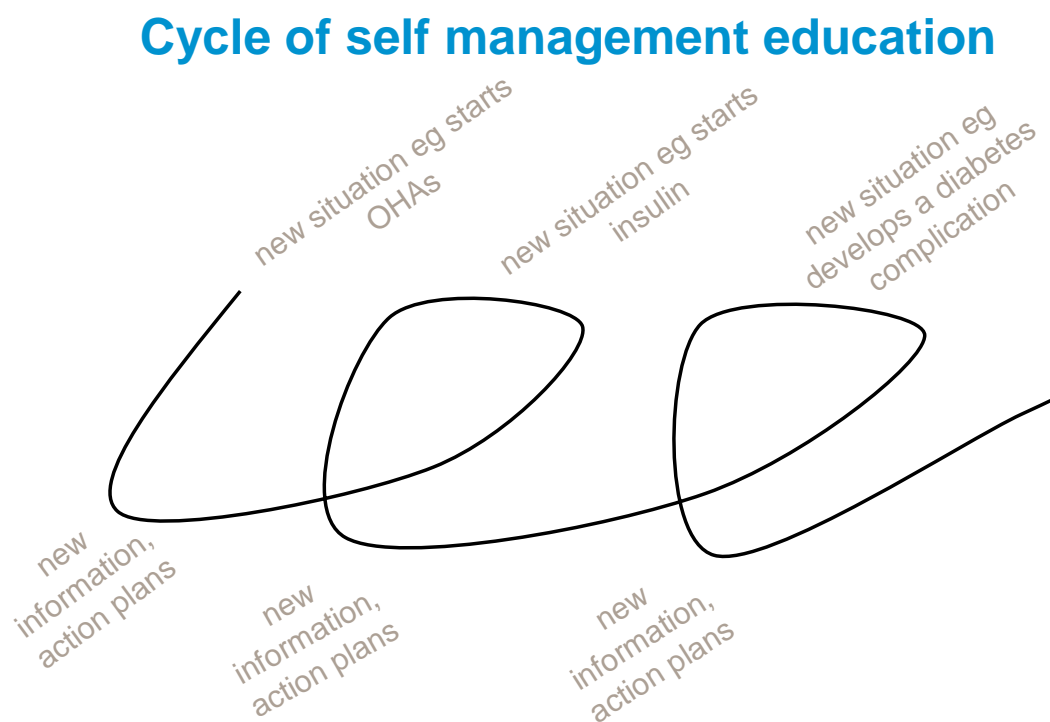 Cycle of self management education
new situation eg starts
OHAs
new situation eg starts
insulin
new situation eg
develops a diabetes
complication
new
information,
action plans
new
information,
action plans
new
information,
action plans